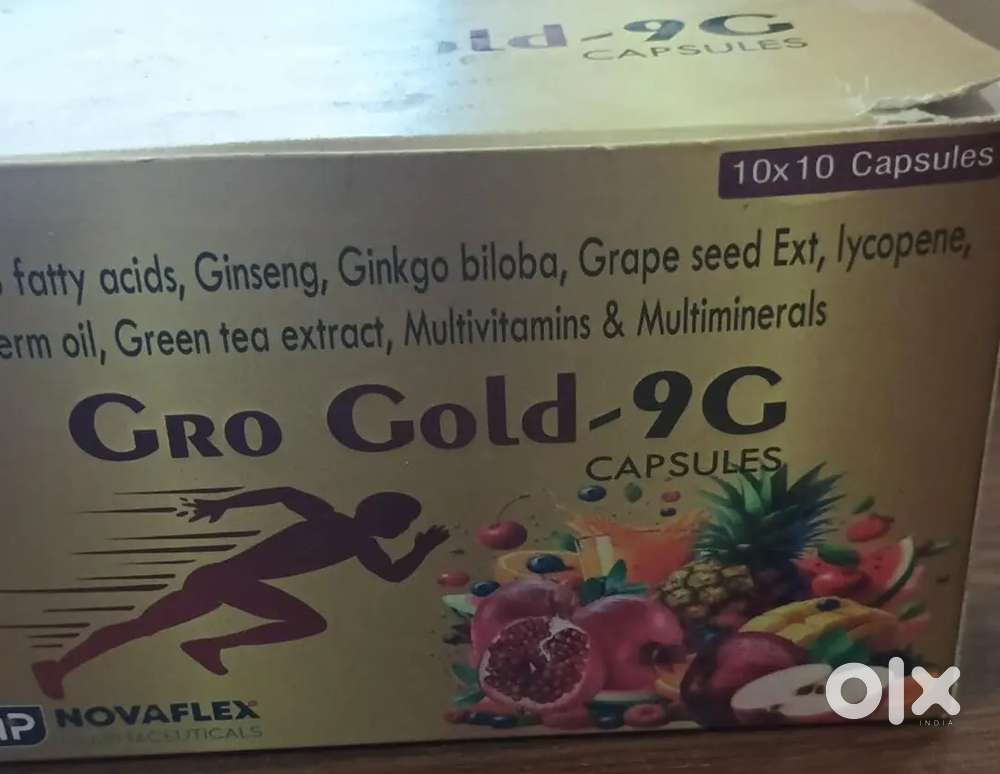 ld-9G
CAPSULES
10x10 Capsules
fatty acids, Ginseng, Ginkgo biloba, Grape seed Ext, lycopene,
erm oil, Green tea extract, Multivitamins & Multiminerals
GRO GOLD-9G
CAPSULES
NOVAFLEX
olx
INDIA